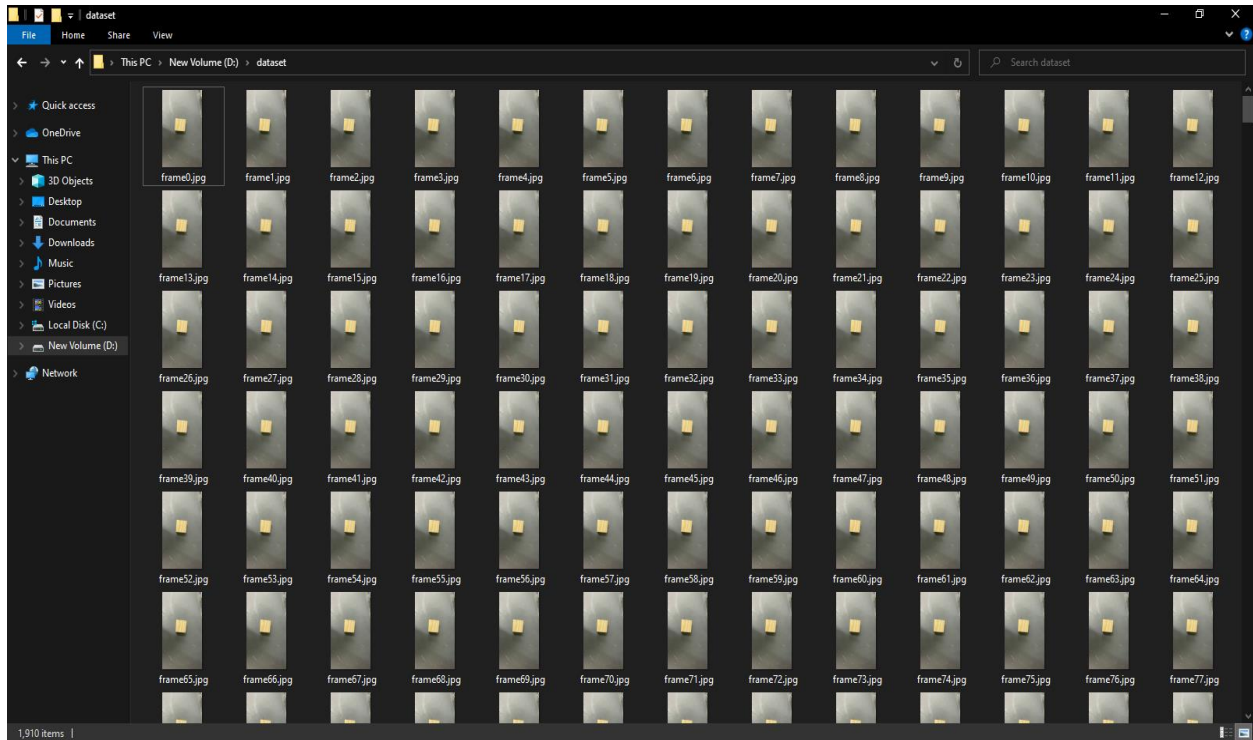 dataset
File Home Share View
This PC > New Volume (D:) > dataset
Search dataset
Quick access
OneDrive
This PC
3D Objects
Desktop
Documents
Downloads
Music
Pictures
Videos
Local Disk (C:)
New Volume (D:)
Network
frame0.jpg frame1.jpg frame2.jpg frame3.jpg frame4.jpg frame5.jpg frame6.jpg frame7.jpg frame8.jpg frame9.jpg frame10.jpg frame11.jpg frame12.jpg
frame13.jpg frame14.jpg frame15.jpg frame16.jpg frame17.jpg frame18.jpg frame19.jpg frame20.jpg frame21.jpg frame22.jpg frame23.jpg frame24.jpg frame25.jpg
frame26.jpg frame27.jpg frame28.jpg frame29.jpg frame30.jpg frame31.jpg frame32.jpg frame33.jpg frame34.jpg frame35.jpg frame36.jpg frame37.jpg frame38.jpg
frame39.jpg frame40.jpg frame41.jpg frame42.jpg frame43.jpg frame44.jpg frame45.jpg frame46.jpg frame47.jpg frame48.jpg frame49.jpg frame50.jpg frame51.jpg
frame52.jpg frame53.jpg frame54.jpg frame55.jpg frame56.jpg frame57.jpg frame58.jpg frame59.jpg frame60.jpg frame61.jpg frame62.jpg frame63.jpg frame64.jpg
frame65.jpg frame66.jpg frame67.jpg frame68.jpg frame69.jpg frame70.jpg frame71.jpg frame72.jpg frame73.jpg frame74.jpg frame75.jpg frame76.jpg frame77.jpg
1,910 items